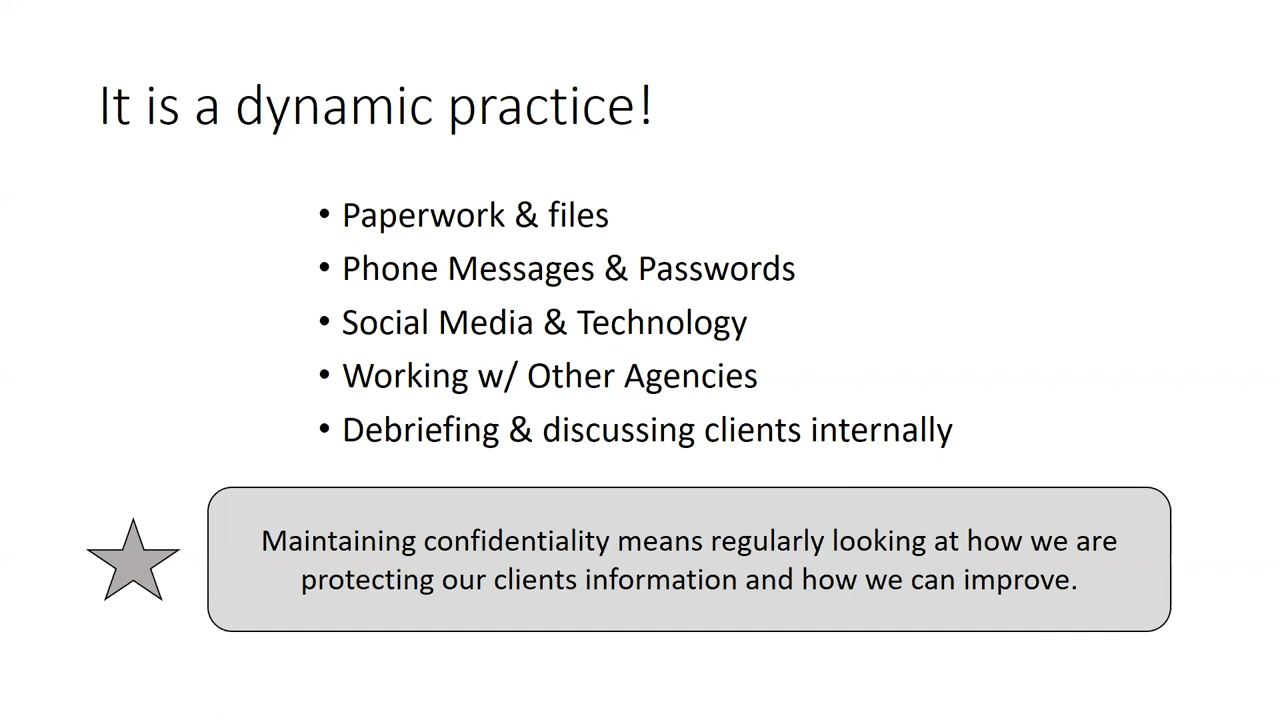 It is a dynamic practice!
• Paperwork & files
• Phone Messages & Passwords
• Social Media & Technology
• Working w/ Other Agencies
• Debriefing & discussing clients internally
Maintaining confidentiality means regularly looking at how we are
protecting our clients information and how we can improve.